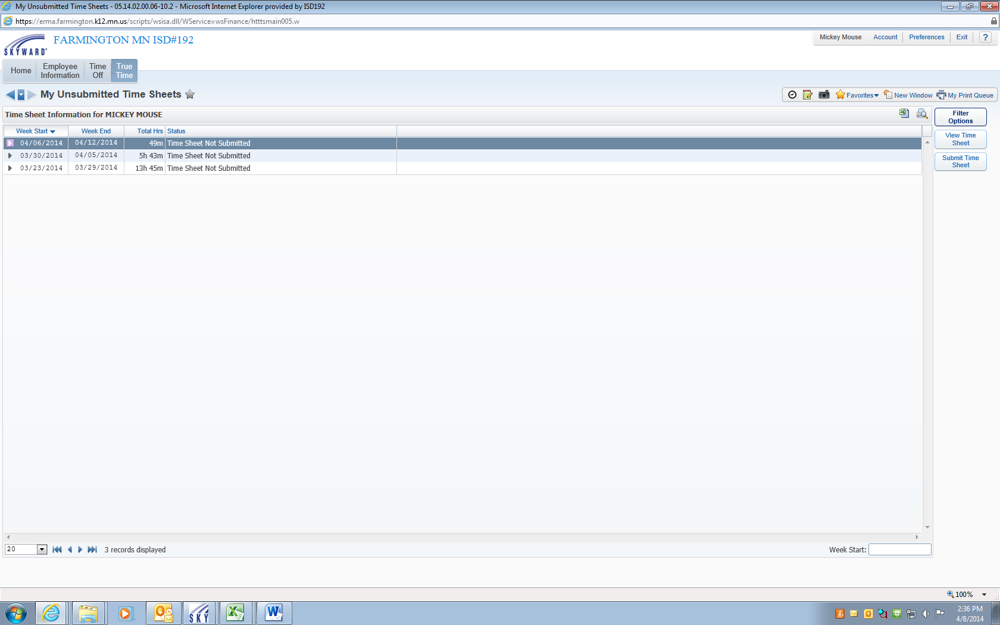 My Unsubmitted Time Sheets - 05.14.02.00.06-10.2 - Microsoft Internet Explorer provided by ISD192
https://erma.farmington.k12.mn.us/scripts/wsisa.dll/WService=wsFinance/htttsmain005.w
SKYWARD
FARMINGTON MN ISD#192
Mickey Mouse Account Preferences Exit ?
Home Employee Information Time Off True Time
My Unsubmitted Time Sheets
Favorites New Window My Print Queue
Time Sheet Information for MICKEY MOUSE
Filter Options
Week Start Week End Total Hrs Status
04/06/2014 04/12/2014 49m Time Sheet Not Submitted
03/30/2014 04/05/2014 5h 43m Time Sheet Not Submitted
03/23/2014 03/29/2014 13h 45m Time Sheet Not Submitted
View Time Sheet
Submit Time Sheet
20 3 records displayed Week Start:
100%
SKY
2:36 PM
4/8/2014